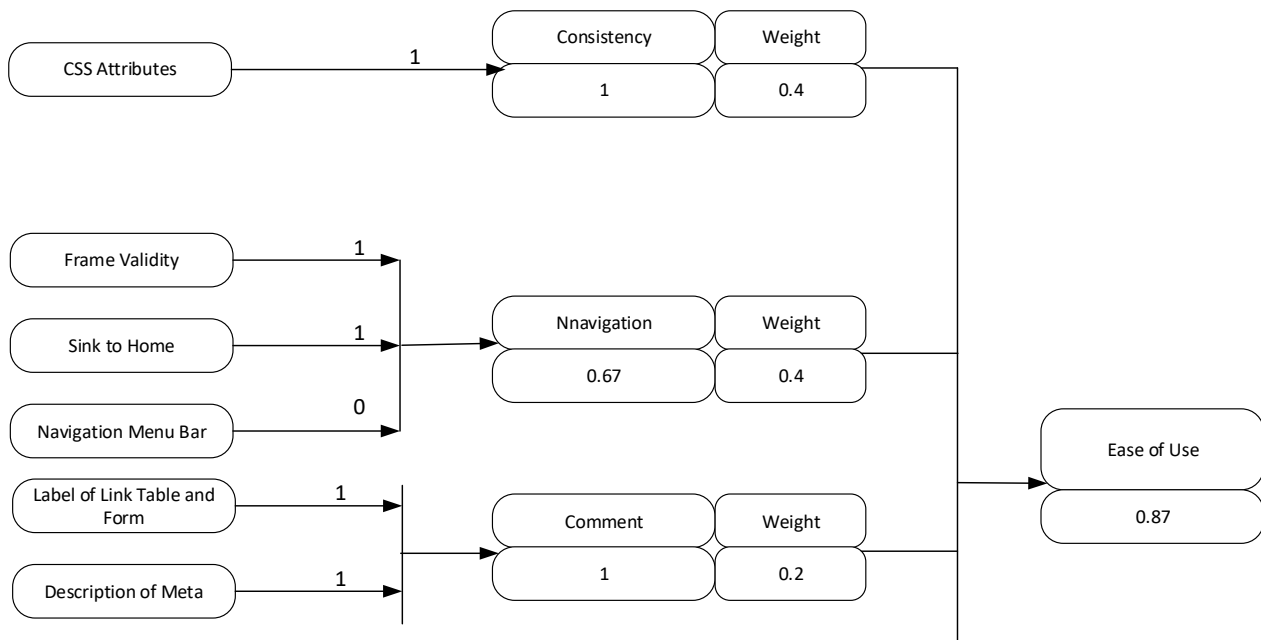 Consistency
Weight
CSS Attributes
1
1
0.4
Frame Validity
1
Sink to Home
1
Nnavigation
Weight
0.67
0.4
Navigation Menu Bar
0
Label of Link Table and
Form
1
Comment
Weight
Description of Meta
1
1
0.2
Ease of Use
0.87